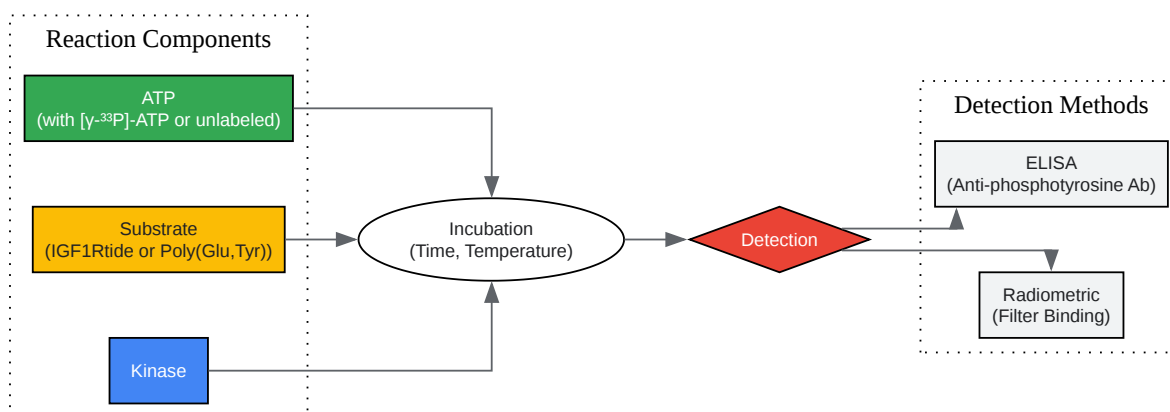 Reaction Components
ATP
(with [γ-³³P]-ATP or unlabeled)
Substrate
(IGF1Rtide or Poly(Glu,Tyr))
Kinase
Incubation
(Time, Temperature)
Detection
Detection Methods
ELISA
(Anti-phosphotyrosine Ab)
Radiometric
(Filter Binding)